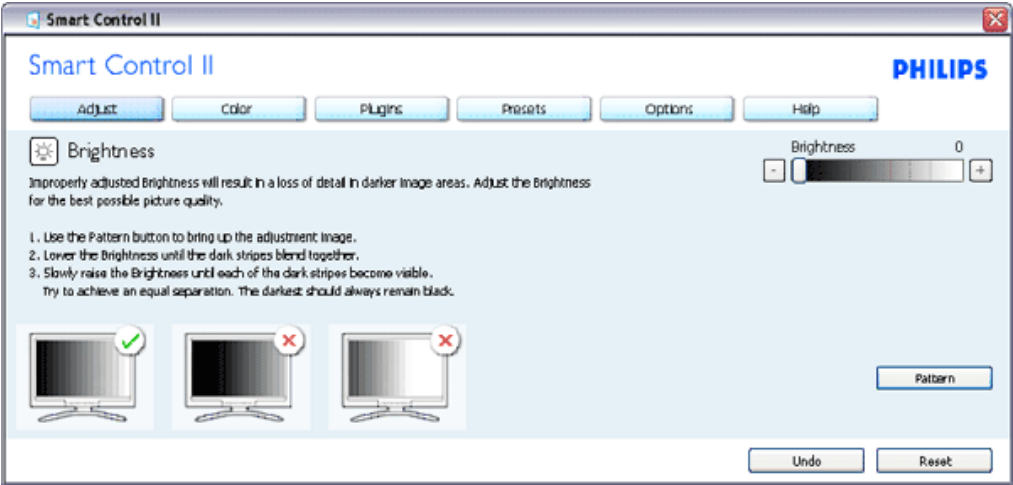 Smart Control II
Smart Control II
PHILIPS
Adjust Color Plugins Presets Options Help
Brightness
Brightness 0
- +
Improperly adjusted Brightness will result in a loss of detail in darker image areas. Adjust the Brightness
for the best possible picture quality.
1. Use the Pattern button to bring up the adjustment image.
2. Lower the Brightness until the dark stripes blend together.
3. Slowly raise the Brightness until each of the dark stripes become visible.
Try to achieve an equal separation. The darkest should always remain black.
Pattern
Undo Reset